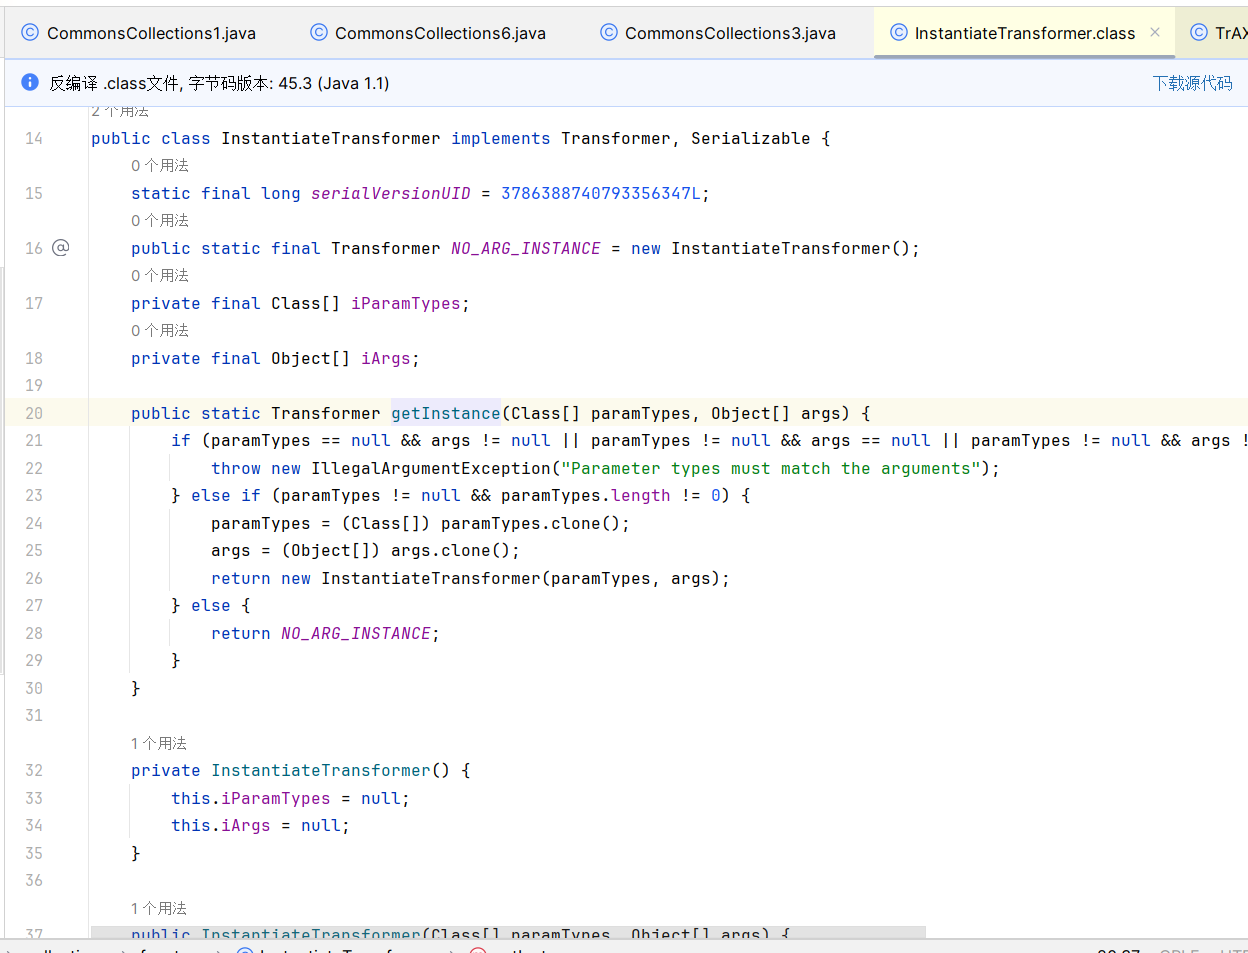 CommonsCollections1.java CommonsCollections6.java CommonsCollections3.java InstantiateTransformer.class TrAX
反编译 .class文件, 字节码版本: 45.3 (Java 1.1) 下载源代码
2 个用法
14 public class InstantiateTransformer implements Transformer, Serializable {
0 个用法
15 static final long serialVersionUID = 3786388740793356347L;
0 个用法
16 @ public static final Transformer NO_ARG_INSTANCE = new InstantiateTransformer();
0 个用法
17 private final Class[] iParamTypes;
0 个用法
18 private final Object[] iArgs;
19
20 public static Transformer getInstance(Class[] paramTypes, Object[] args) {
21 if (paramTypes == null && args != null || paramTypes != null && args == null || paramTypes != null && args !
22 throw new IllegalArgumentException("Parameter types must match the arguments");
23 } else if (paramTypes != null && paramTypes.length != 0) {
24 paramTypes = (Class[]) paramTypes.clone();
25 args = (Object[]) args.clone();
26 return new InstantiateTransformer(paramTypes, args);
27 } else {
28 return NO_ARG_INSTANCE;
29 }
30 }
31
1 个用法
32 private InstantiateTransformer() {
33 this.iParamTypes = null;
34 this.iArgs = null;
35 }
36
1 个用法
37 public InstantiateTransformer(Class[] paramTypes, Object[] args) {